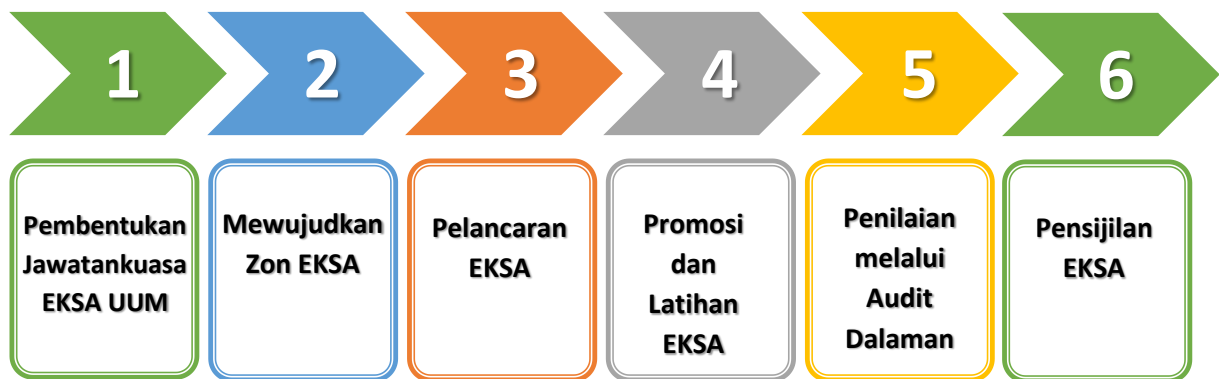 1
2
3
4
5
6
Pembentukan
Jawatankuasa
EKSA UUM
Mewujudkan
Zon EKSA
Pelancaran
EKSA
Promosi
dan
Latihan
EKSA
Penilaian
melalui
Audit
Dalaman
Pensijilan
EKSA